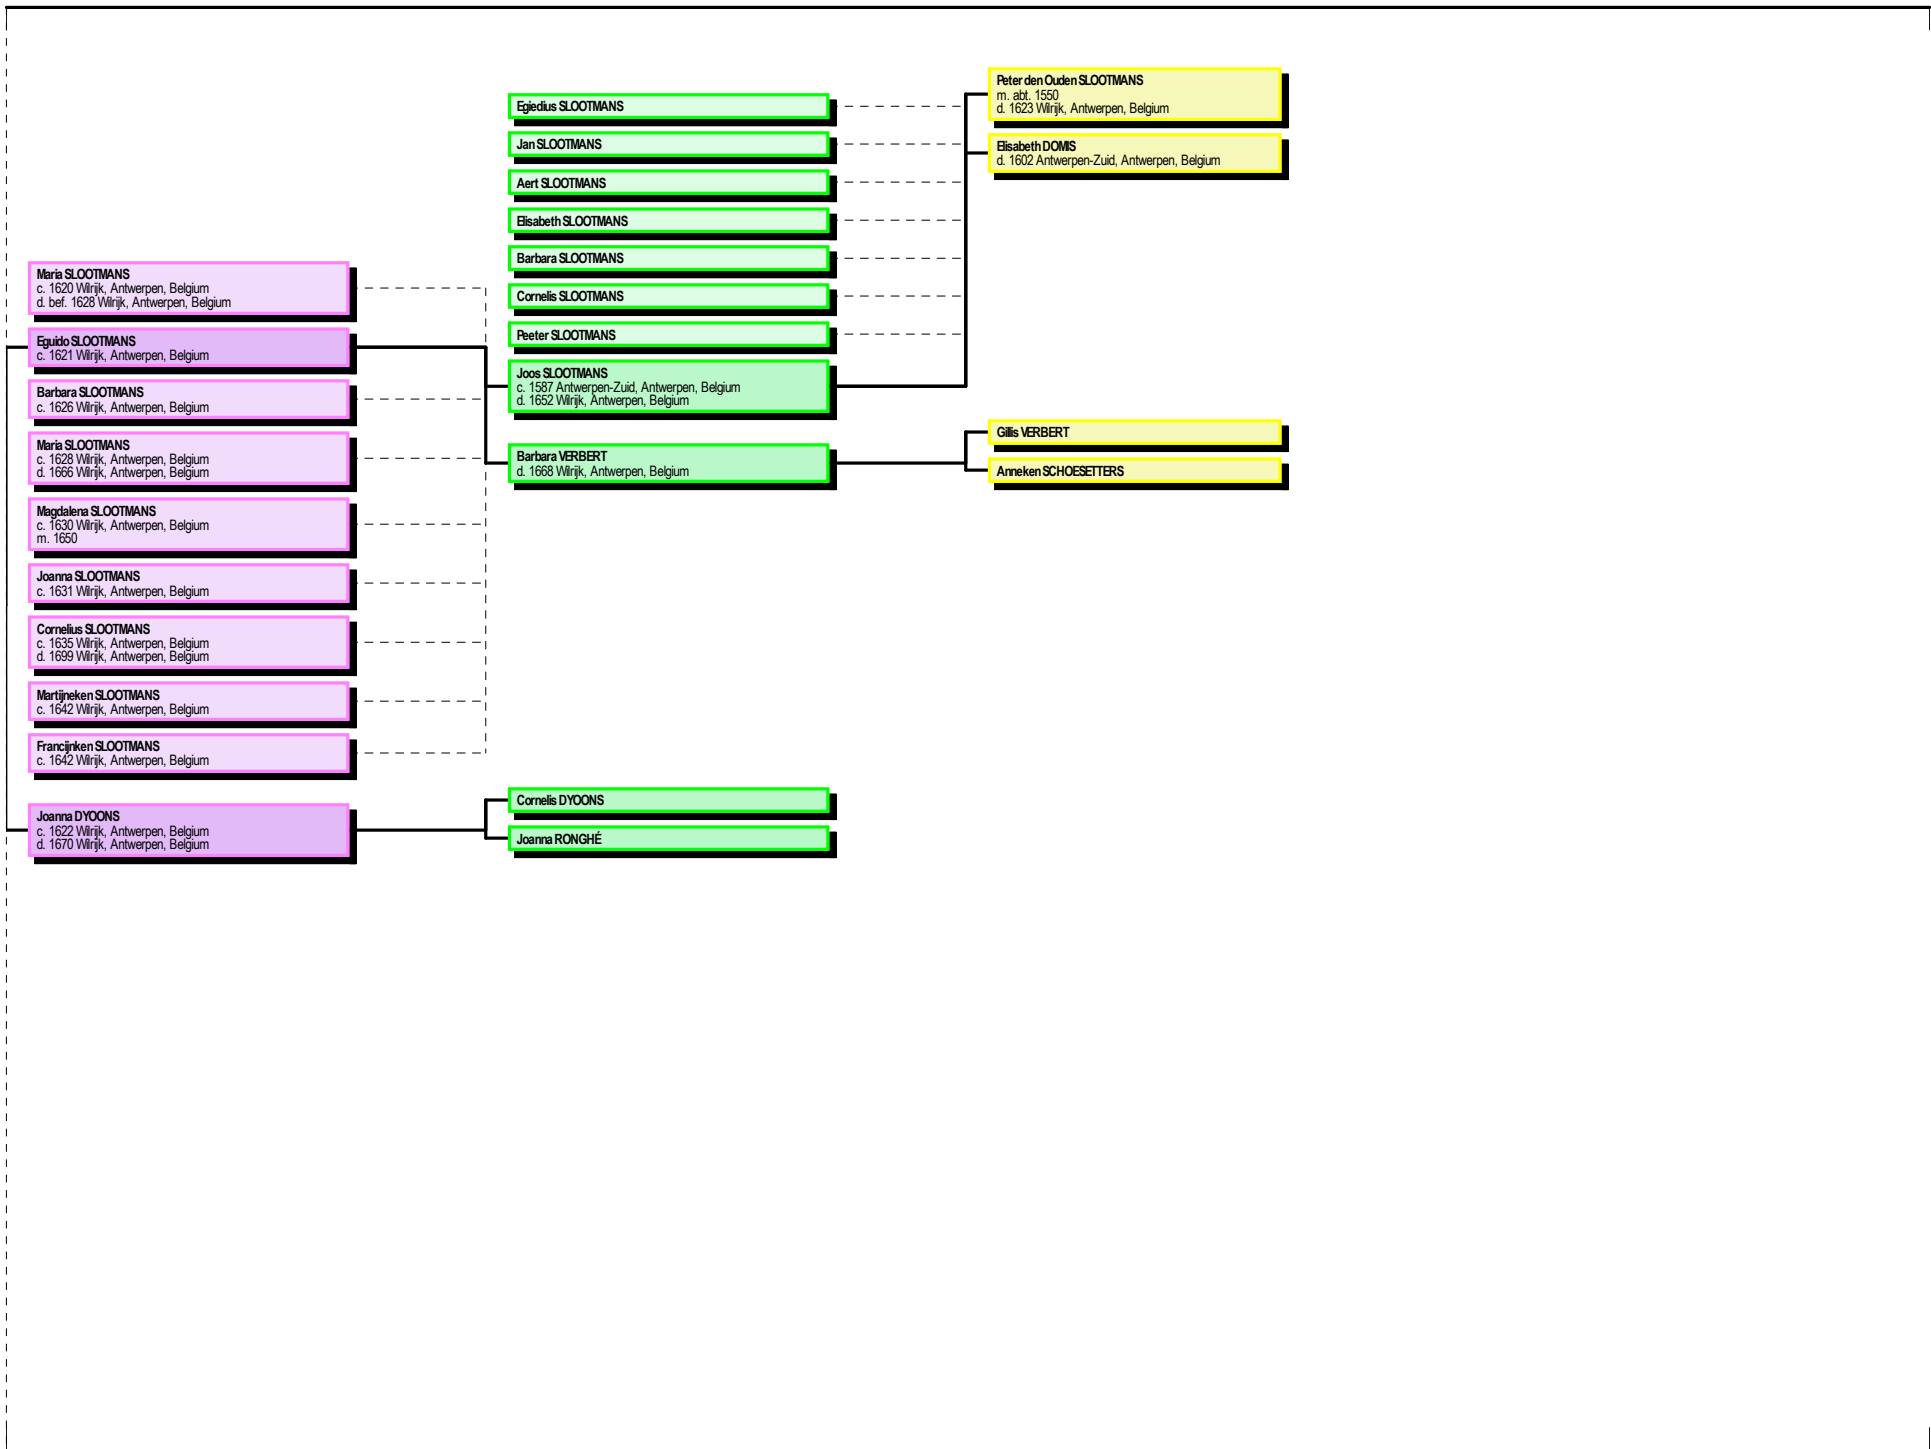 Maria SLOOTMANS
c. 1620 Wilrijk, Antwerpen, Belgium
d. bef. 1628 Wilrijk, Antwerpen, Belgium
Eguido SLOOTMANS
c. 1621 Wilrijk, Antwerpen, Belgium
Barbara SLOOTMANS
c. 1626 Wilrijk, Antwerpen, Belgium
Maria SLOOTMANS
c. 1628 Wilrijk, Antwerpen, Belgium
d. 1666 Wilrijk, Antwerpen, Belgium
Magdalena SLOOTMANS
c. 1630 Wilrijk, Antwerpen, Belgium
m. 1650
Joanna SLOOTMANS
c. 1631 Wilrijk, Antwerpen, Belgium
Cornelius SLOOTMANS
c. 1635 Wilrijk, Antwerpen, Belgium
d. 1699 Wilrijk, Antwerpen, Belgium
Martijneken SLOOTMANS
c. 1642 Wilrijk, Antwerpen, Belgium
Francijnken SLOOTMANS
c. 1642 Wilrijk, Antwerpen, Belgium
Joanna DYOONS
c. 1622 Wilrijk, Antwerpen, Belgium
d. 1670 Wilrijk, Antwerpen, Belgium
Egiedius SLOOTMANS
Jan SLOOTMANS
Aert SLOOTMANS
Elisabeth SLOOTMANS
Barbara SLOOTMANS
Cornelis SLOOTMANS
Peeter SLOOTMANS
Joos SLOOTMANS
c. 1587 Antwerpen-Zuid, Antwerpen, Belgium
d. 1652 Wilrijk, Antwerpen, Belgium
Barbara VERBERT
d. 1668 Wilrijk, Antwerpen, Belgium
Cornelis DYOONS
Joanna RONGHÉ
Peter den Ouden SLOOTMANS
m. abt. 1550
d. 1623 Wilrijk, Antwerpen, Belgium
Elisabeth DOMIS
d. 1602 Antwerpen-Zuid, Antwerpen, Belgium
Gillis VERBERT
Anneken SCHOESETTERS